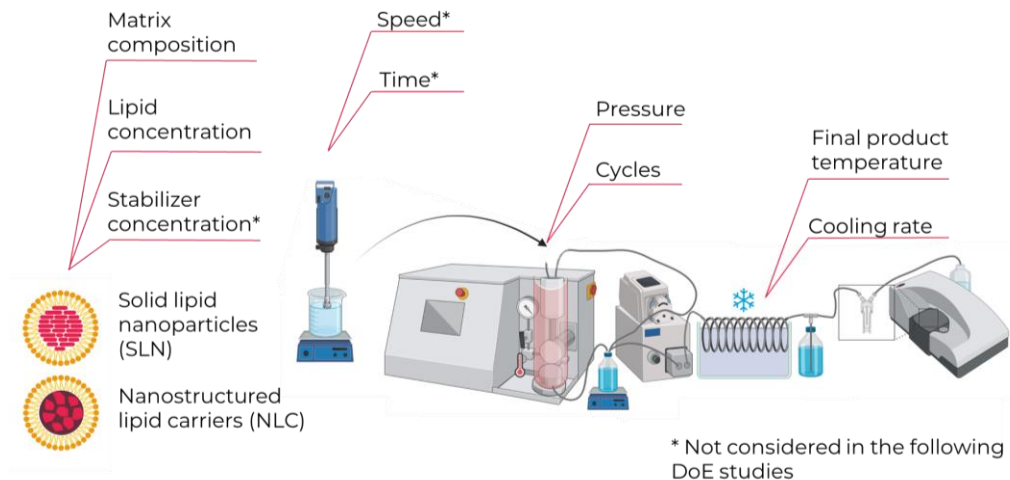 Matrix
composition
Lipid
concentration
Stabilizer
concentration*
Solid lipid
nanoparticles
(SLN)
Nanostructured
lipid carriers (NLC)
Speed*
Time*
Pressure
Cycles
Final product
temperature
Cooling rate
* Not considered in the following
DoE studies